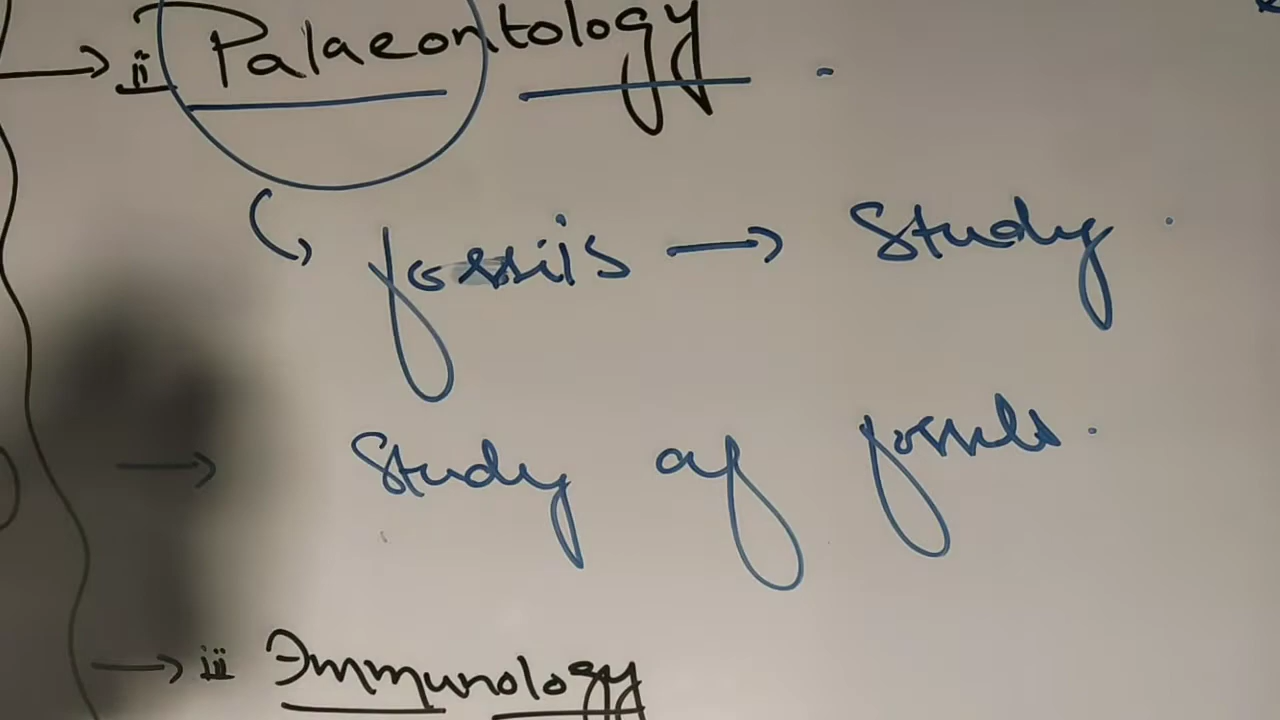 → ii Palaeontology .
fossils → Study .
→ Study of fossils .
→ iii Immunology